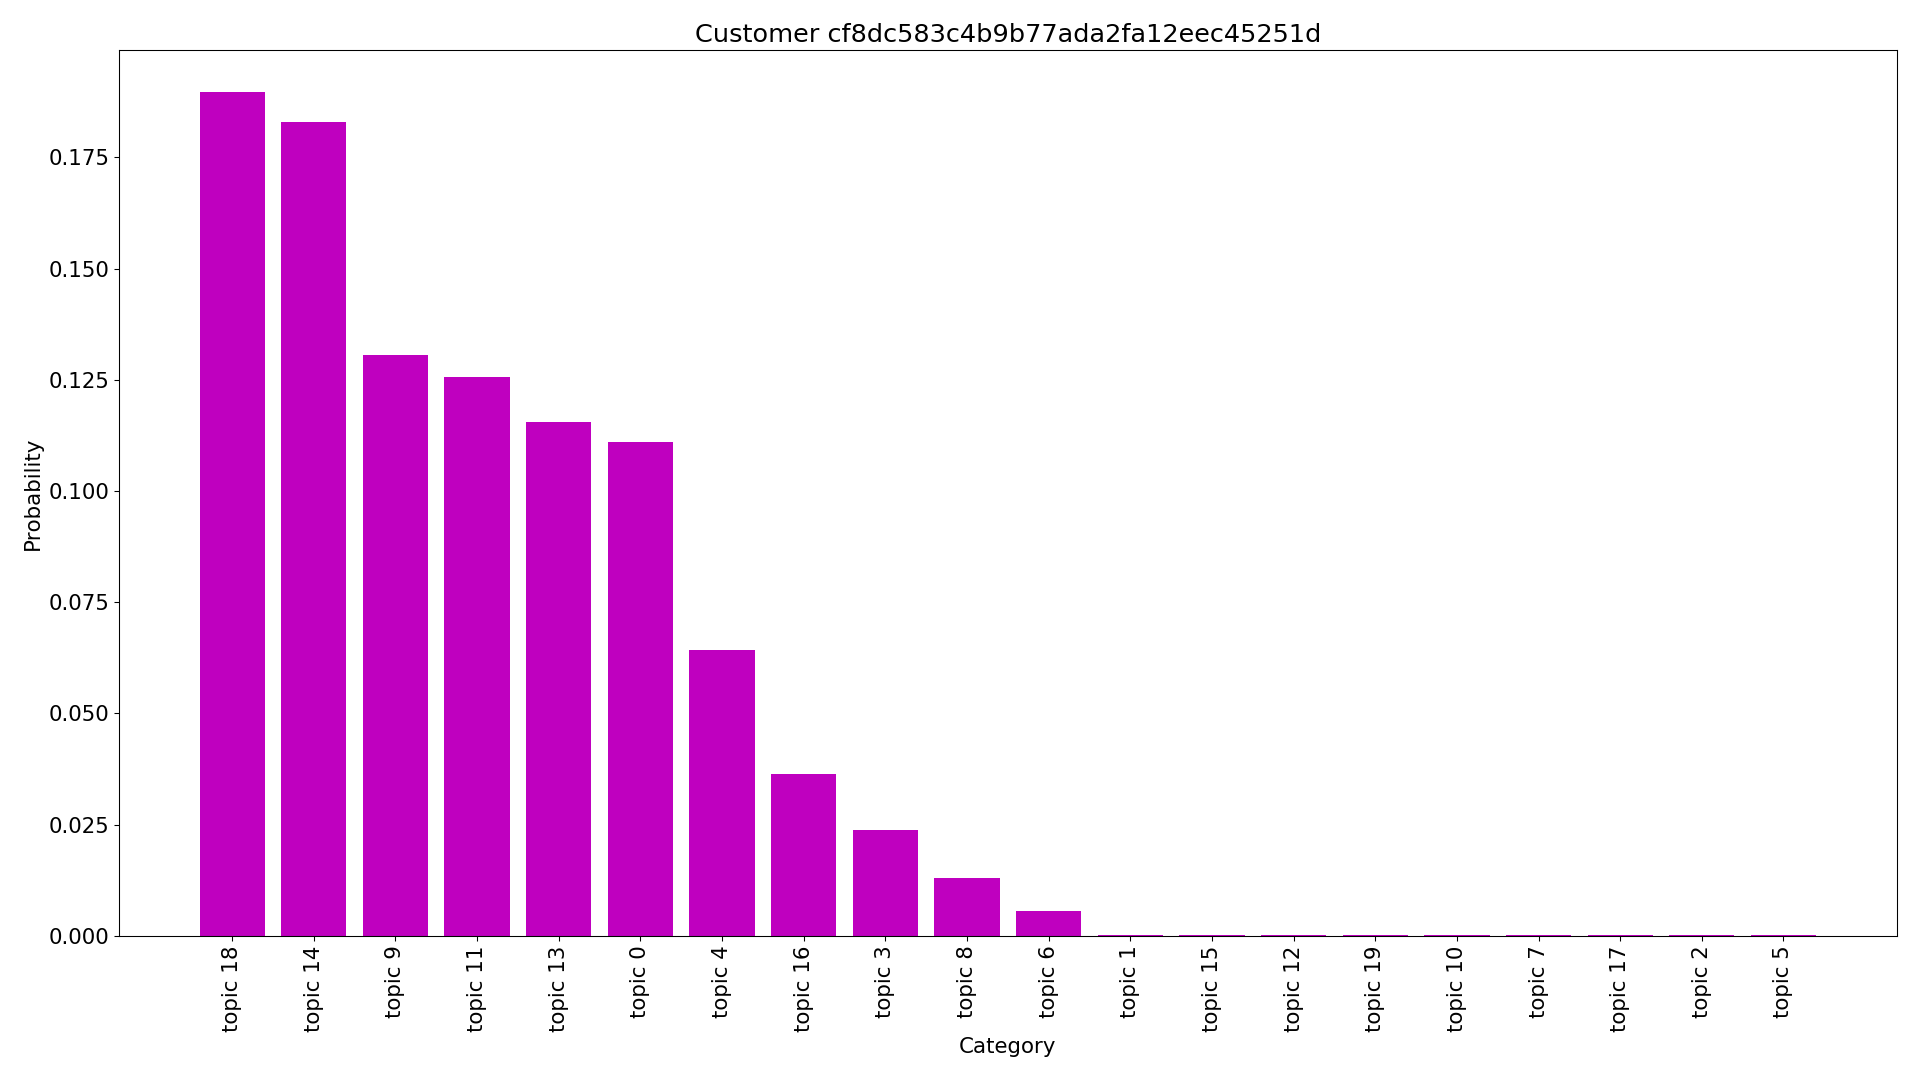 Customer cf8dc583c4b9b77ada2fa12eec45251d
Probability
0.175
0.150
0.125
0.100
0.075
0.050
0.025
0.000
topic 18
topic 14
topic 9
topic 11
topic 13
topic 0
topic 4
topic 16
topic 3
topic 8
topic 6
topic 1
topic 15
topic 12
topic 19
topic 10
topic 7
topic 17
topic 2
topic 5
Category